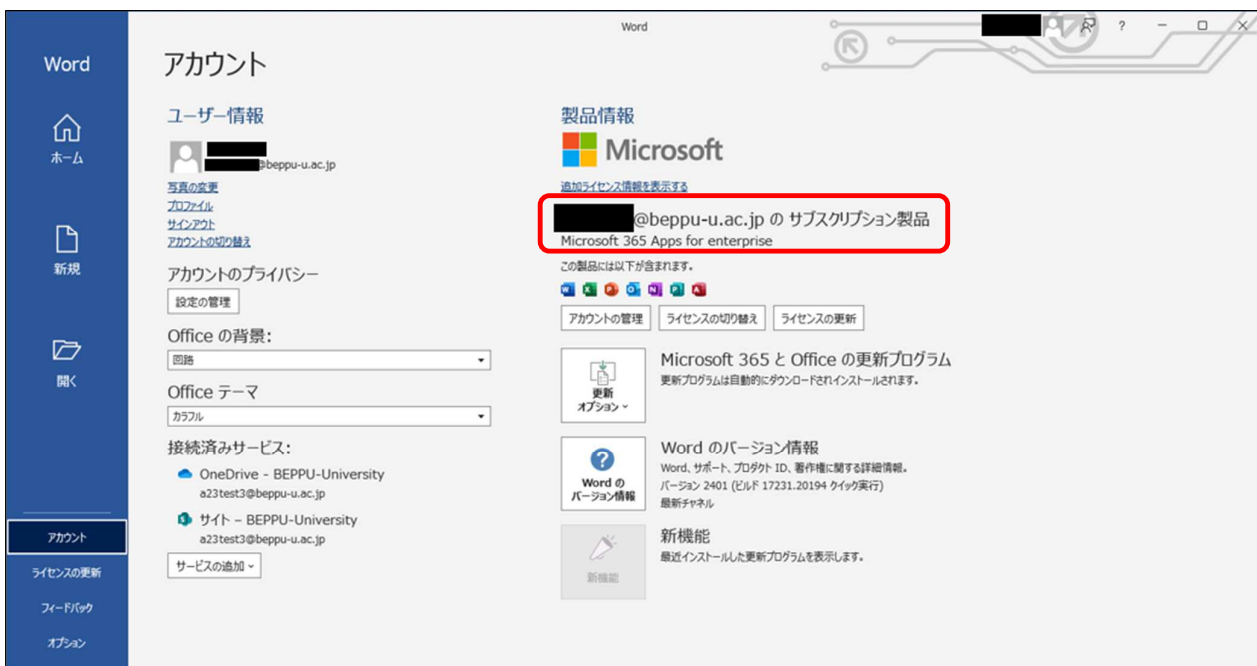 Word
?
Word
ホーム
新規
開く
アカウント
ライセンスの更新
フィードバック
オプション
アカウント
ユーザー情報
@beppu-u.ac.jp
写真の変更
プロファイル
サインアウト
アカウントの切り替え
アカウントのプライバシー
設定の管理
Office の背景:
回路
Office テーマ
カラフル
接続済みサービス:
OneDrive – BEPPU-University
a23test3@beppu-u.ac.jp
サイト – BEPPU-University
a23test3@beppu-u.ac.jp
サービスの追加
製品情報
Microsoft
追加ライセンス情報を表示する
@beppu-u.ac.jp の サブスクリプション製品
Microsoft 365 Apps for enterprise
この製品には以下が含まれます。
アカウントの管理 ライセンスの切り替え ライセンスの更新
更新
オプション
Microsoft 365 と Office の更新プログラム
更新プログラムは自動的にダウンロードされインストールされます。
Word の
バージョン情報
Word のバージョン情報
Word、サポート、プロダクト ID、著作権に関する詳細情報。
バージョン 2401 (ビルド 17231.20194 クイック実行)
最新チャネル
新機能
新機能
最近インストールした更新プログラムを表示します。